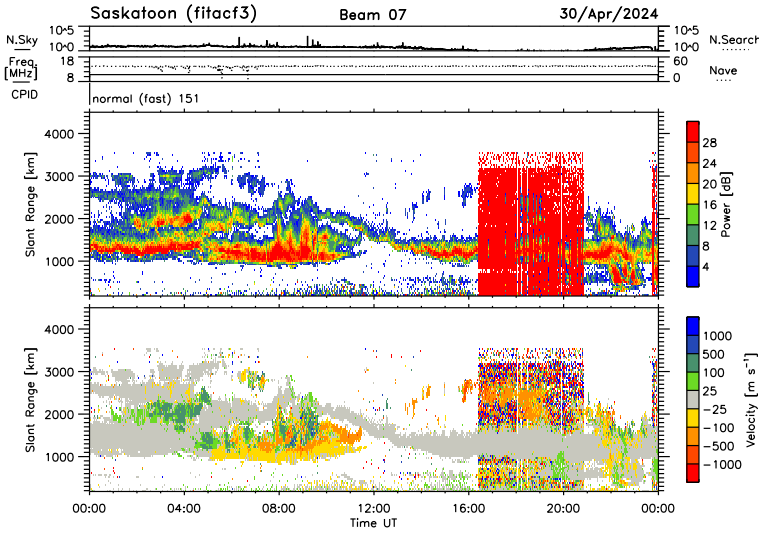 Saskatoon (fitacf3) Beam 07 30/Apr/2024
N.Sky 10^5 10^5 N.Search
10^0 10^0
Freq. 18 60 Nave
[MHz] 8 0
CPID normal (fast) 151
Slant Range [km]
4000
3000
2000
1000
Power [dB]
28
24
20
16
12
8
4
Slant Range [km]
4000
3000
2000
1000
Velocity [m s⁻¹]
1000
500
100
25
−25
−100
−500
−1000
00:00 04:00 08:00 12:00 16:00 20:00 00:00
Time UT